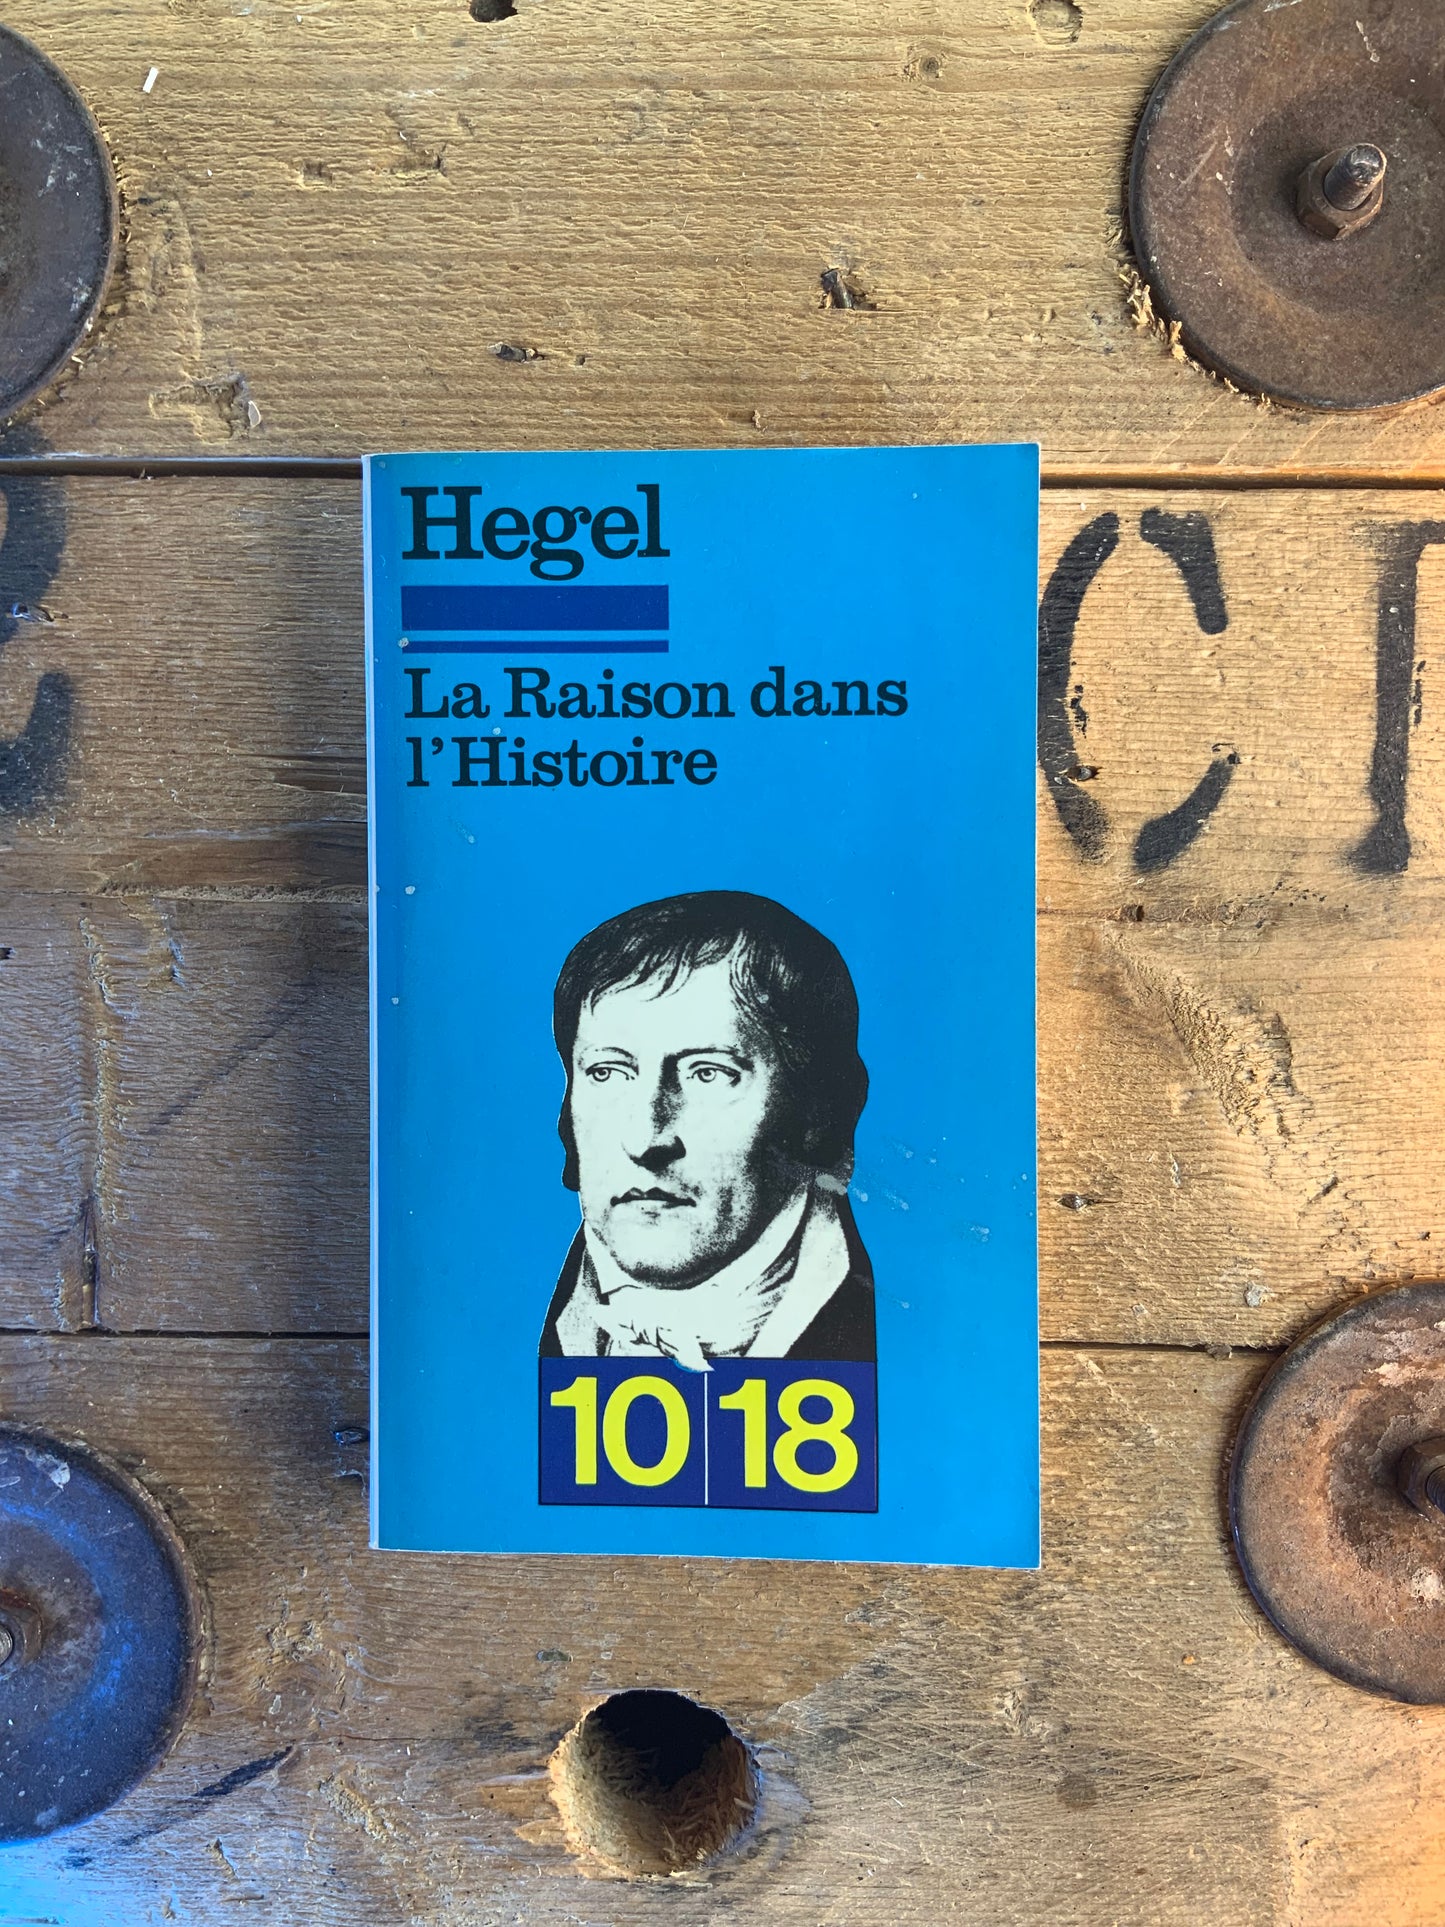 Hegel
La Raison dans
l'Histoire
C I
10 18